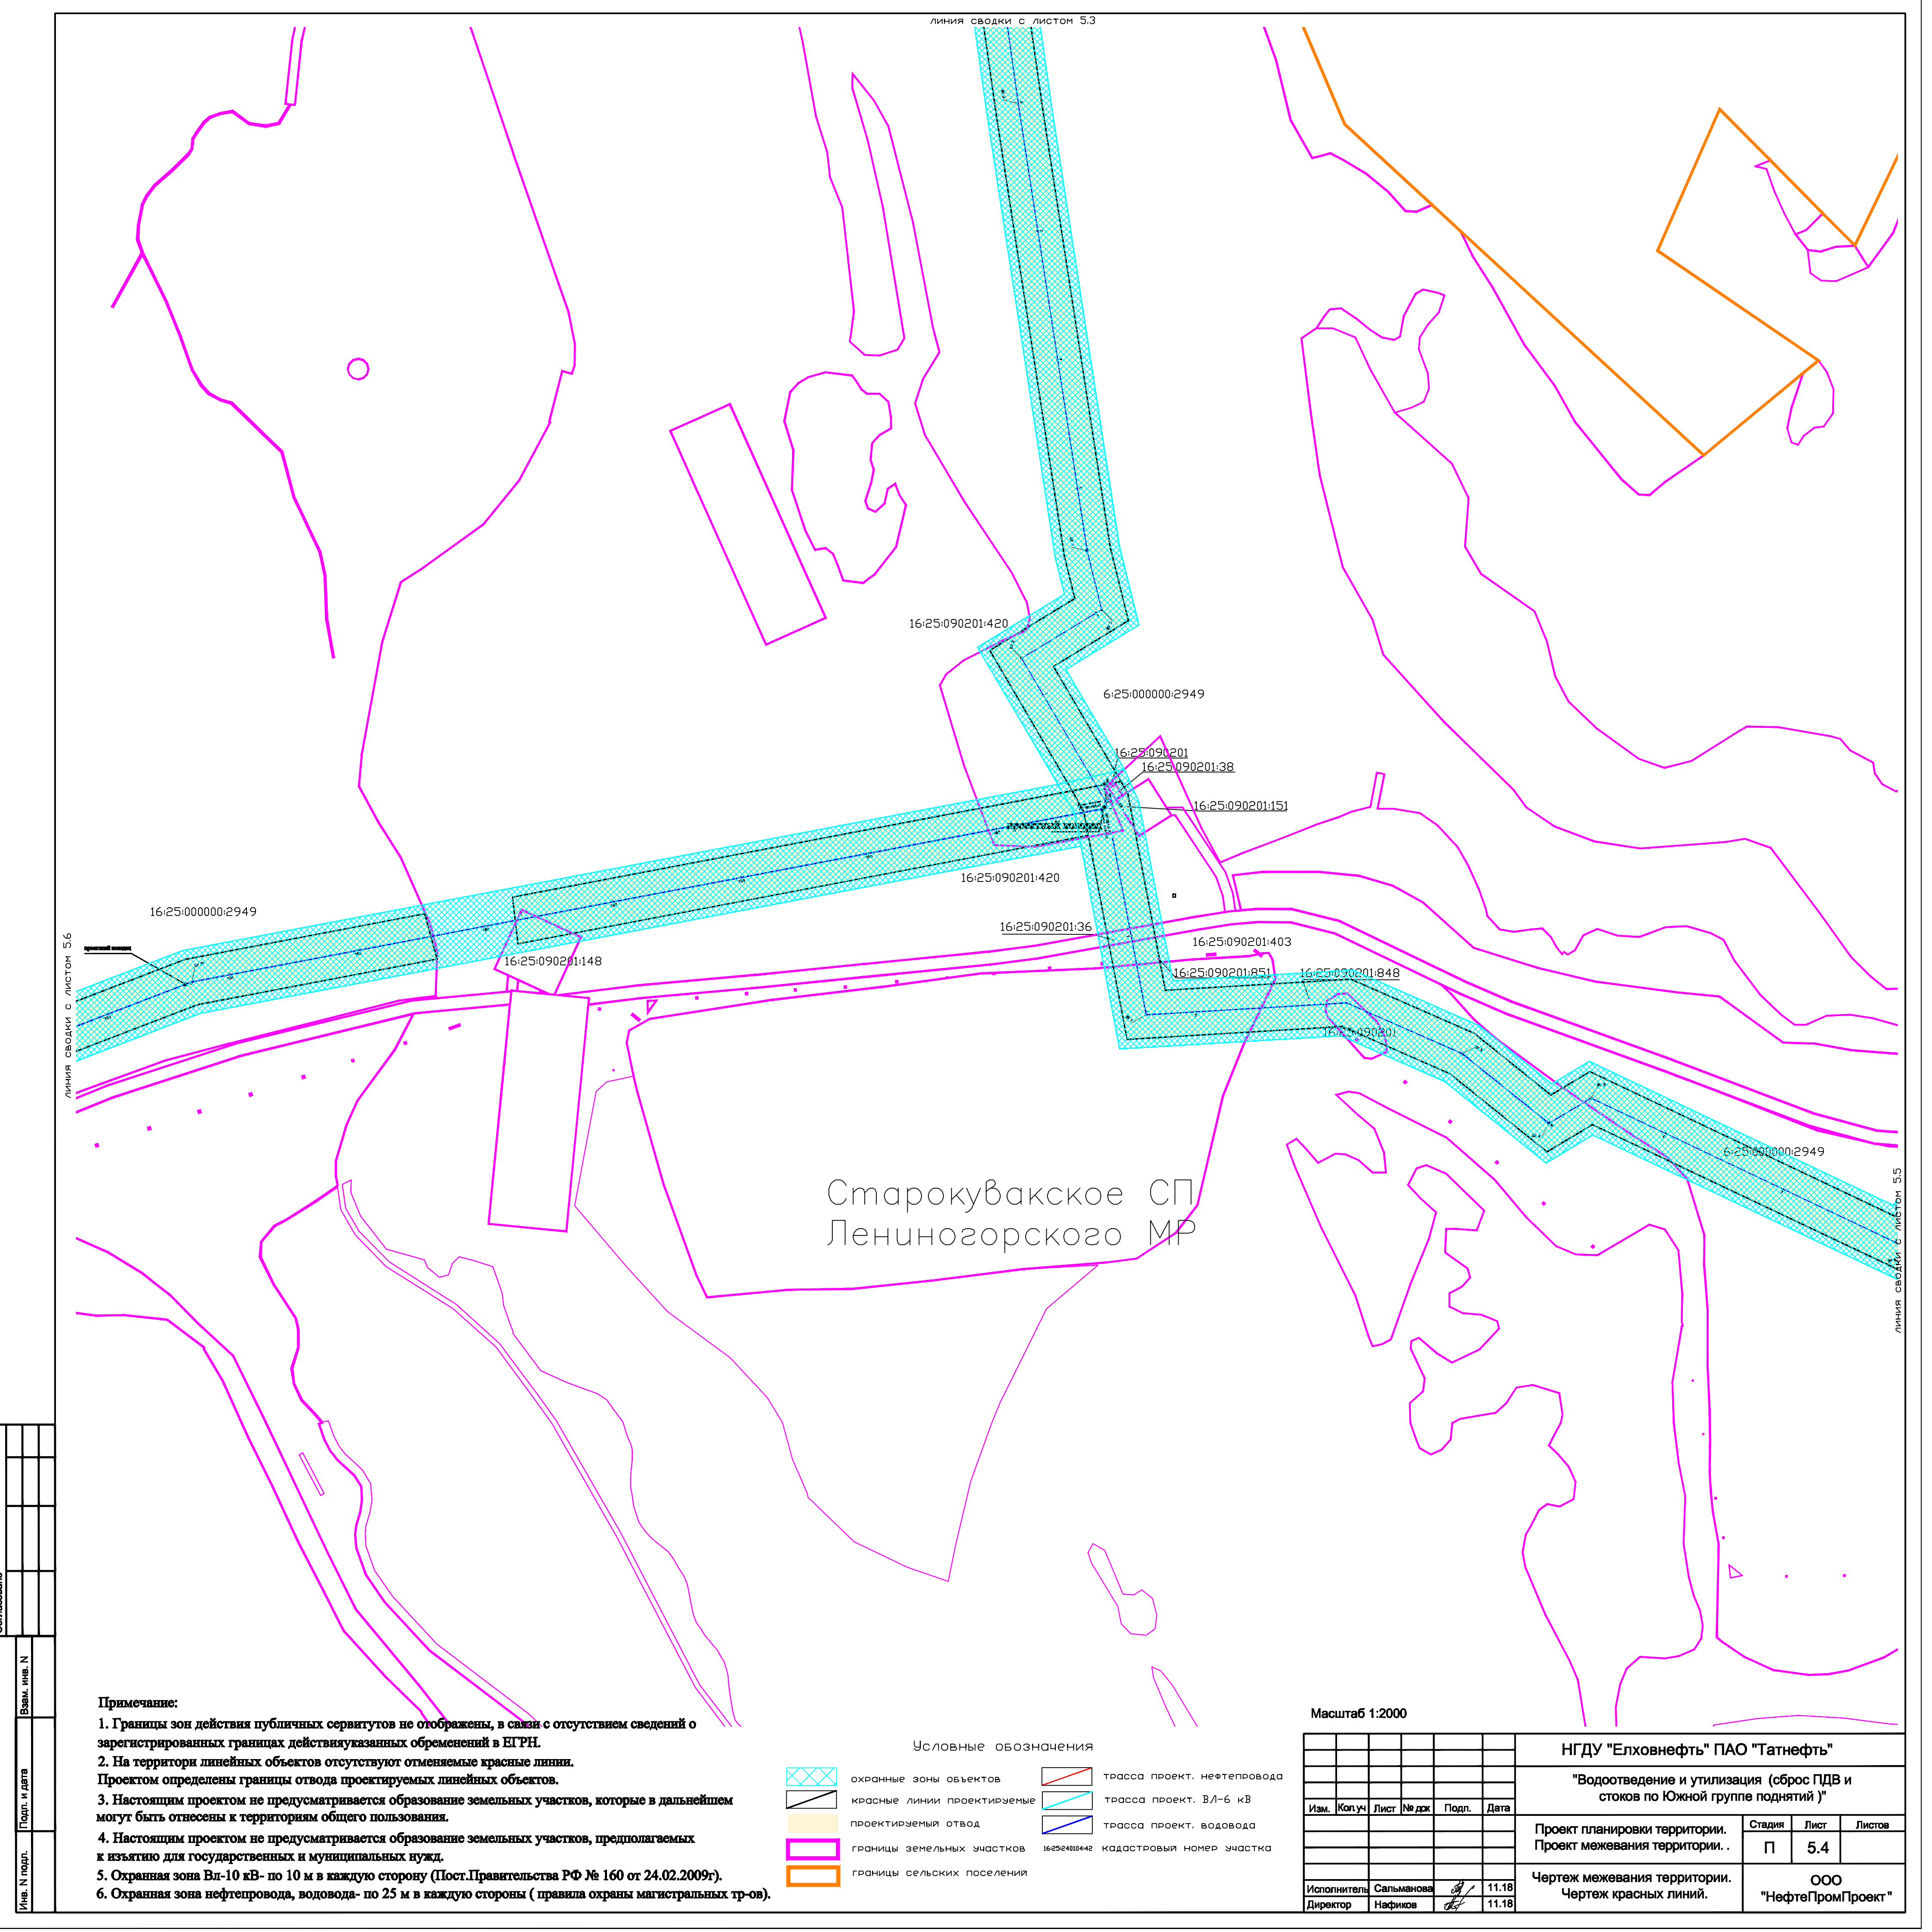 линия сводки с листом 5.3
16:25:090201:420
6:25:000000:2949
16:25:090201
16:25:090201:38
16:25:090201:151
16:25:090201:420
16:25:000000:2949
линия сводки с листом 5.6
16:25:090201:36
16:25:090201:403
16:25:090201:148
16:25:090201:851
16:25:090201:848
16:25:090201
6:25:000000:2949
линия сводки с листом 5.5
Старокувакское СП
Лениногорского МР
Взам. инв. N
Подп. и дата
Инв. N подл.
Примечание:
1. Границы зон действия публичных сервитутов не отображены, в связи с отсутствием сведений о
зарегистрированных границах действияуказанных обременений в ЕГРН.
2. На територи линейных объектов отсутствуют отменяемые красные линии.
Проектом определены границы отвода проектируемых линейных объектов.
3. Настоящим проектом не предусматривается образование земельных участков, которые в дальнейшем
могут быть отнесены к территориям общего пользования.
4. Настоящим проектом не предусматривается образование земельных участков, предполагаемых
к изъятию для государственных и муниципальных нужд.
5. Охранная зона Вл-10 кВ- по 10 м в каждую сторону (Пост.Правительства РФ № 160 от 24.02.2009г).
6. Охранная зона нефтепровода, водовода- по 25 м в каждую стороны ( правила охраны магистральных тр-ов).
Условные обозначения
охранные зоны объектов
красные линии проектируемые
проектируемый отвод
границы земельных участков
границы сельских поселений
трасса проект. нефтепровода
трасса проект. ВЛ-6 кВ
трасса проект. водовода
кадастровый номер участка
Масштаб 1:2000
НГДУ "Елховнефть" ПАО "Татнефть"
"Водоотведение и утилизация (сброс ПДВ и
стоков по Южной группе поднятий )"
Изм. Кол.уч Лист № док Подп. Дата
Проект планировки территории.
Проект межевания территории. .
Стадия Лист Листов
П 5.4
Чертеж межевания территории.
Чертеж красных линий.
ООО
"НефтеПромПроект"
Исполнитель Сальманова 11.18
Директор Нафиков 11.18